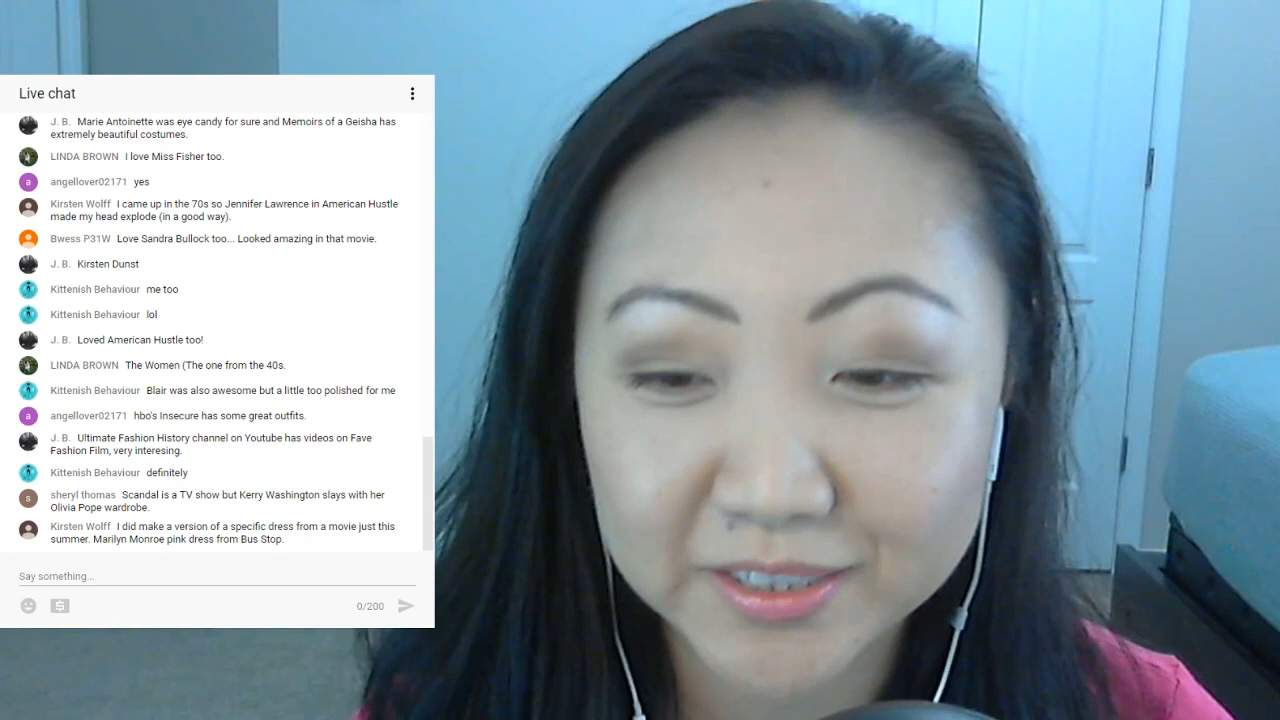 Live chat
J. B. Marie Antoinette was eye candy for sure and Memoirs of a Geisha has
extremely beautiful costumes.
LINDA BROWN I love Miss Fisher too.
a angellover02171 yes
Kirsten Wolff I came up in the 70s so Jennifer Lawrence in American Hustle
made my head explode (in a good way).
Bwess P31W Love Sandra Bullock too... Looked amazing in that movie.
J. B. Kirsten Dunst
Kittenish Behaviour me too
Kittenish Behaviour lol
J. B. Loved American Hustle too!
LINDA BROWN The Women (The one from the 40s.
Kittenish Behaviour Blair was also awesome but a little too polished for me
a angellover02171 hbo's Insecure has some great outfits.
J. B. Ultimate Fashion History channel on Youtube has videos on Fave
Fashion Film, very interesing.
Kittenish Behaviour definitely
s sheryl thomas Scandal is a TV show but Kerry Washington slays with her
Olivia Pope wardrobe.
Kirsten Wolff I did make a version of a specific dress from a movie just this
summer. Marilyn Monroe pink dress from Bus Stop.
Say something...
$ 0/200